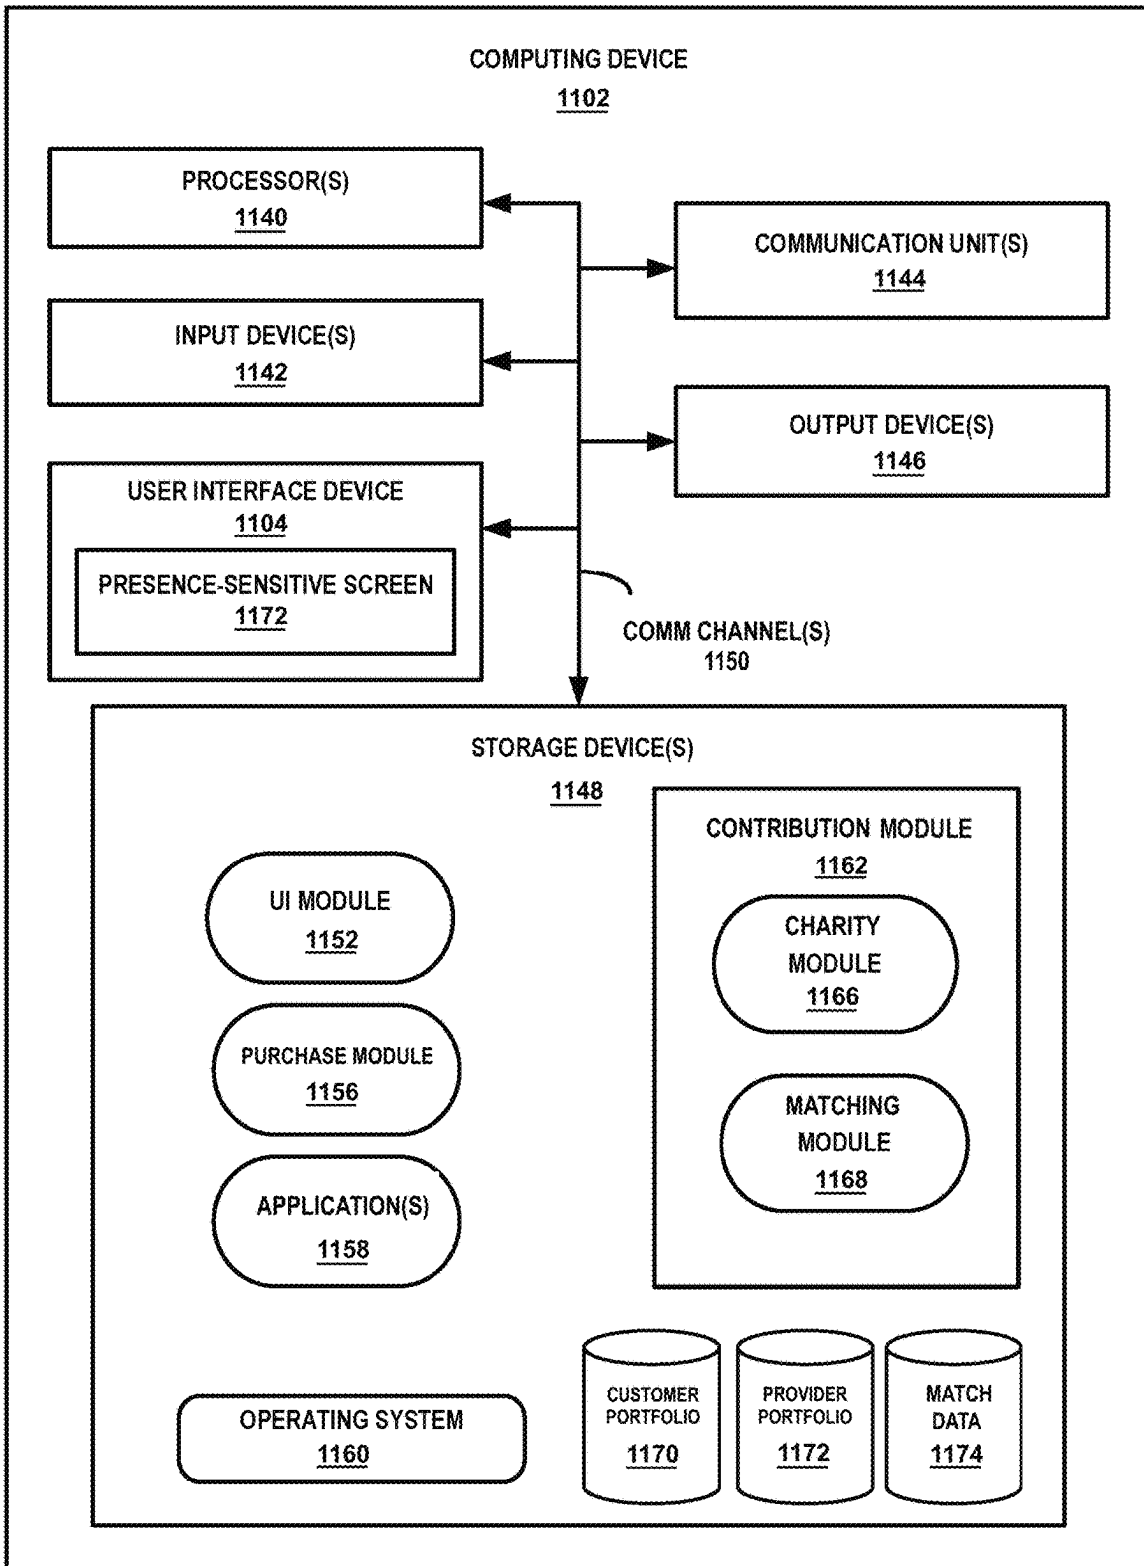 COMPUTING DEVICE
1102
PROCESSOR(S)
1140
COMMUNICATION UNIT(S)
1144
INPUT DEVICE(S)
1142
OUTPUT DEVICE(S)
1146
USER INTERFACE DEVICE
1104
PRESENCE-SENSITIVE SCREEN
1172
COMM CHANNEL(S)
1150
STORAGE DEVICE(S)
1148
CONTRIBUTION MODULE
1162
UI MODULE
1152
CHARITY
MODULE
1166
PURCHASE MODULE
1156
MATCHING
MODULE
1168
APPLICATION(S)
1158
OPERATING SYSTEM
1160
CUSTOMER
PORTFOLIO
1170
PROVIDER
PORTFOLIO
1172
MATCH
DATA
1174